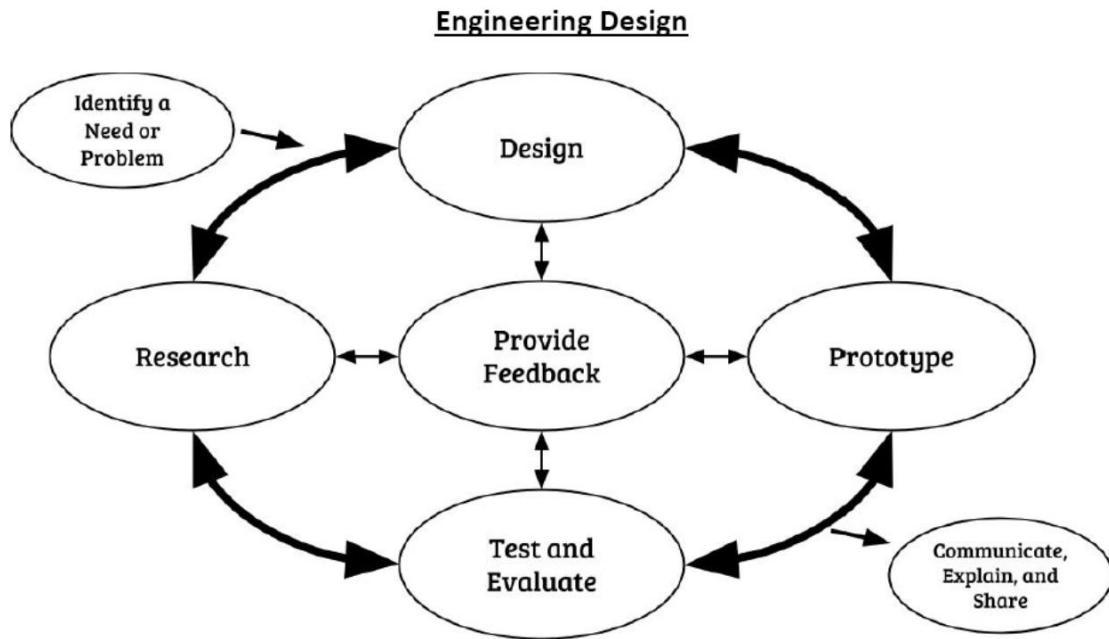 Engineering Design
Identify a
Need or
Problem
Design
Research
Provide
Feedback
Prototype
Test and
Evaluate
Communicate,
Explain, and
Share